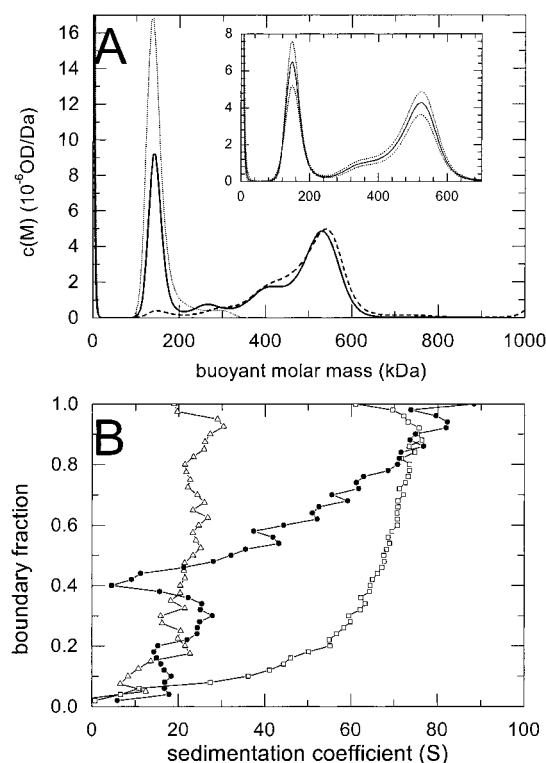 A
16
14
12
10
8
6
4
2
0
c(M) (10⁻⁶OD/Da)
8
6
4
2
0
0 200 400 600
0 200 400 600 800 1000
buoyant molar mass (kDa)
B
1.0
0.8
0.6
0.4
0.2
0.0
boundary fraction
0 20 40 60 80 100
sedimentation coefficient (S)